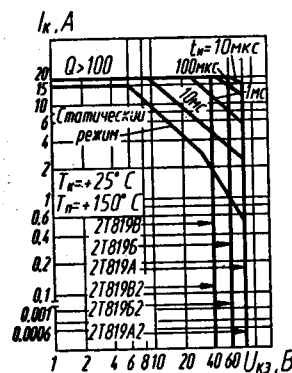 Iк, А
tи=10мкс
Q>100
100мкс
1мс
10мс
Статический
режим
Tк=+25° С
Tп=+150° С
2Т819В
2Т819Б
2Т819А
2Т819В2
2Т819Б2
2Т819А2
20
15
10
6
4
2
1
0.6
0.4
0.2
0.1
0.001
0.0006
1 2 4 6 8 10 20 40 60 Uкэ, В